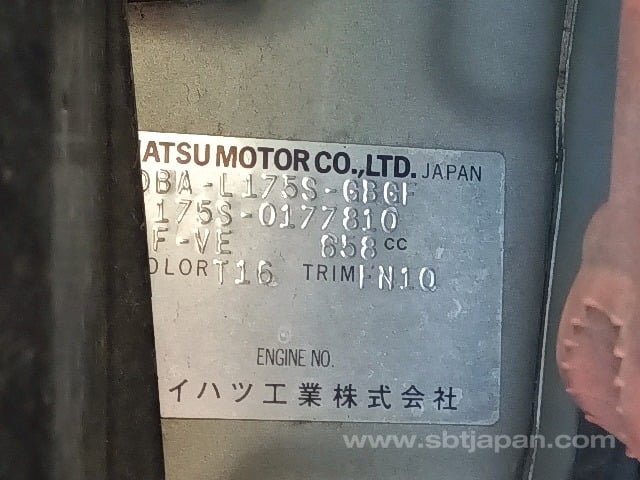 ATSU MOTOR CO.,LTD. JAPAN
DBA-L175S-GBGF
175S-0177810
F-VE 658 CC
OLOR T16 TRIM FN10
ENGINE NO.
イハツ工業株式会社
www.sbtjapan.com